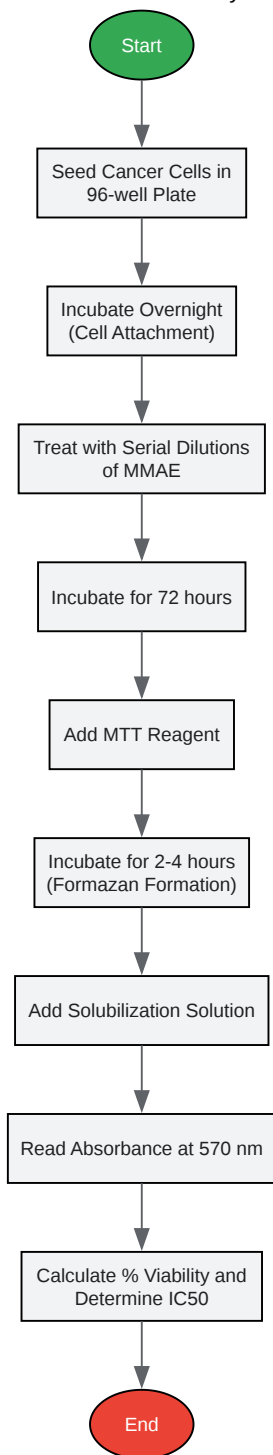 Start
Seed Cancer Cells in
96-well Plate
Incubate Overnight
(Cell Attachment)
Treat with Serial Dilutions
of MMAE
Incubate for 72 hours
Add MTT Reagent
Incubate for 2-4 hours
(Formazan Formation)
Add Solubilization Solution
Read Absorbance at 570 nm
Calculate % Viability and
Determine IC50
End